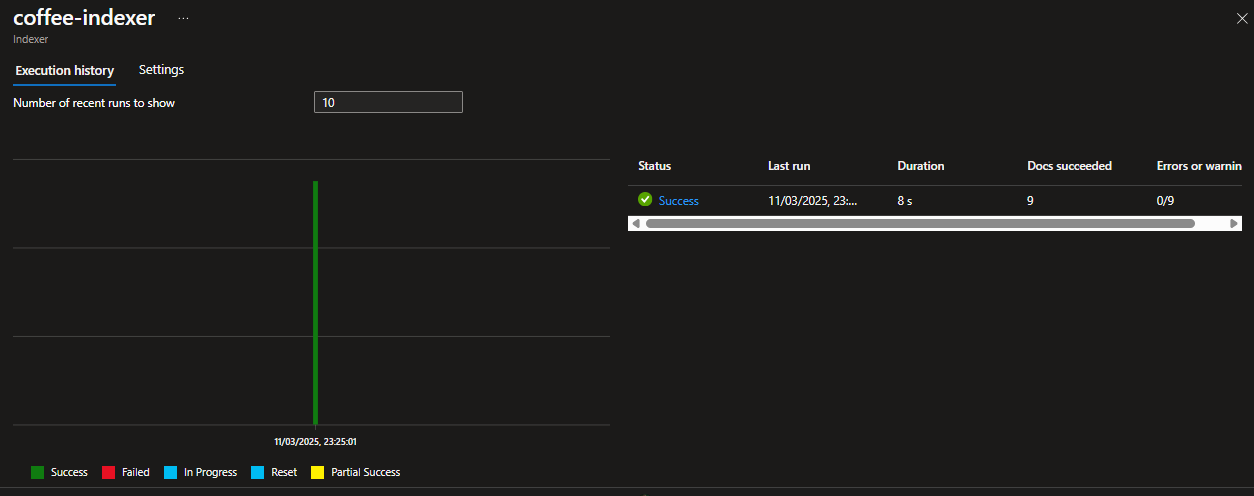 coffee-indexer ...
Indexer
Execution history Settings
Number of recent runs to show 10
Status Last run Duration Docs succeeded Errors or warnin
Success 11/03/2025, 23:... 8 s 9 0/9
11/03/2025, 23:25:01
Success Failed In Progress Reset Partial Success